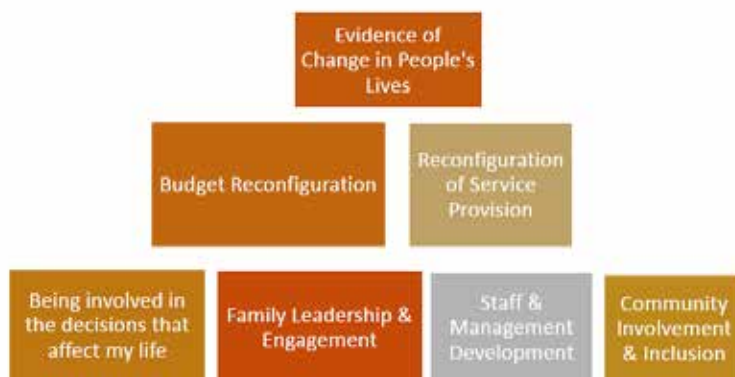 Evidence of
Change in People's
Lives
Budget Reconfiguration
Reconfiguration
of Service
Provision
Being involved in
the decisions that
affect my life
Family Leadership &
Engagement
Staff &
Management
Development
Community
Involvement
& Inclusion